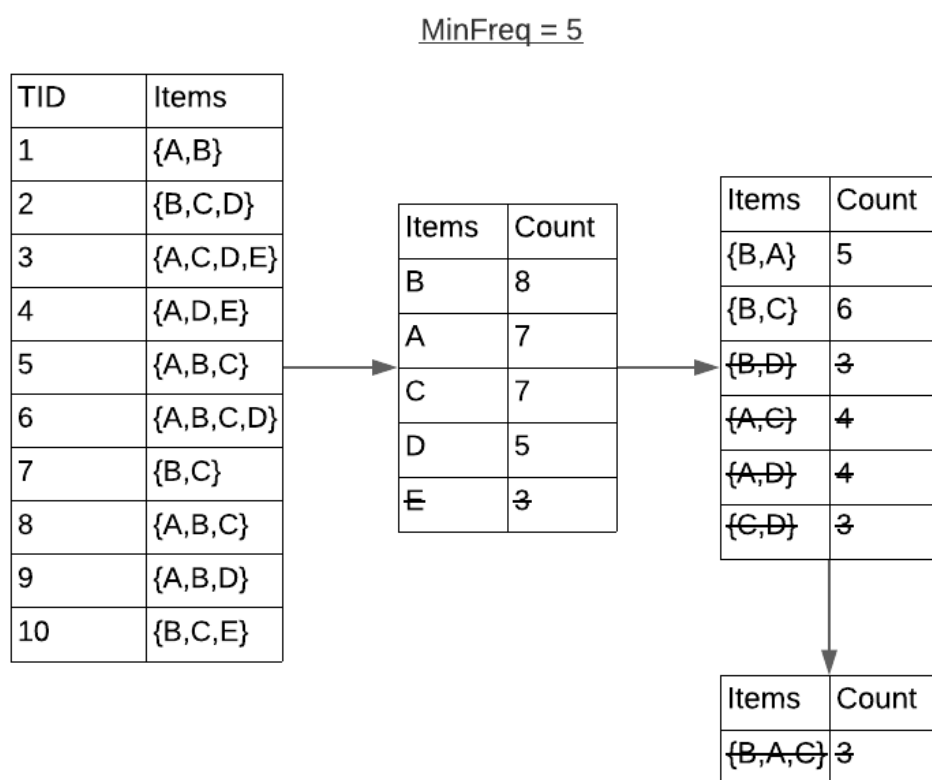 MinFreq = 5
TID Items
1 {A,B}
2 {B,C,D}
3 {A,C,D,E}
4 {A,D,E}
5 {A,B,C}
6 {A,B,C,D}
7 {B,C}
8 {A,B,C}
9 {A,B,D}
10 {B,C,E}
Items Count
B 8
A 7
C 7
D 5
E 3
Items Count
{B,A} 5
{B,C} 6
{B,D} 3
{A,C} 4
{A,D} 4
{C,D} 3
Items Count
{B,A,C} 3